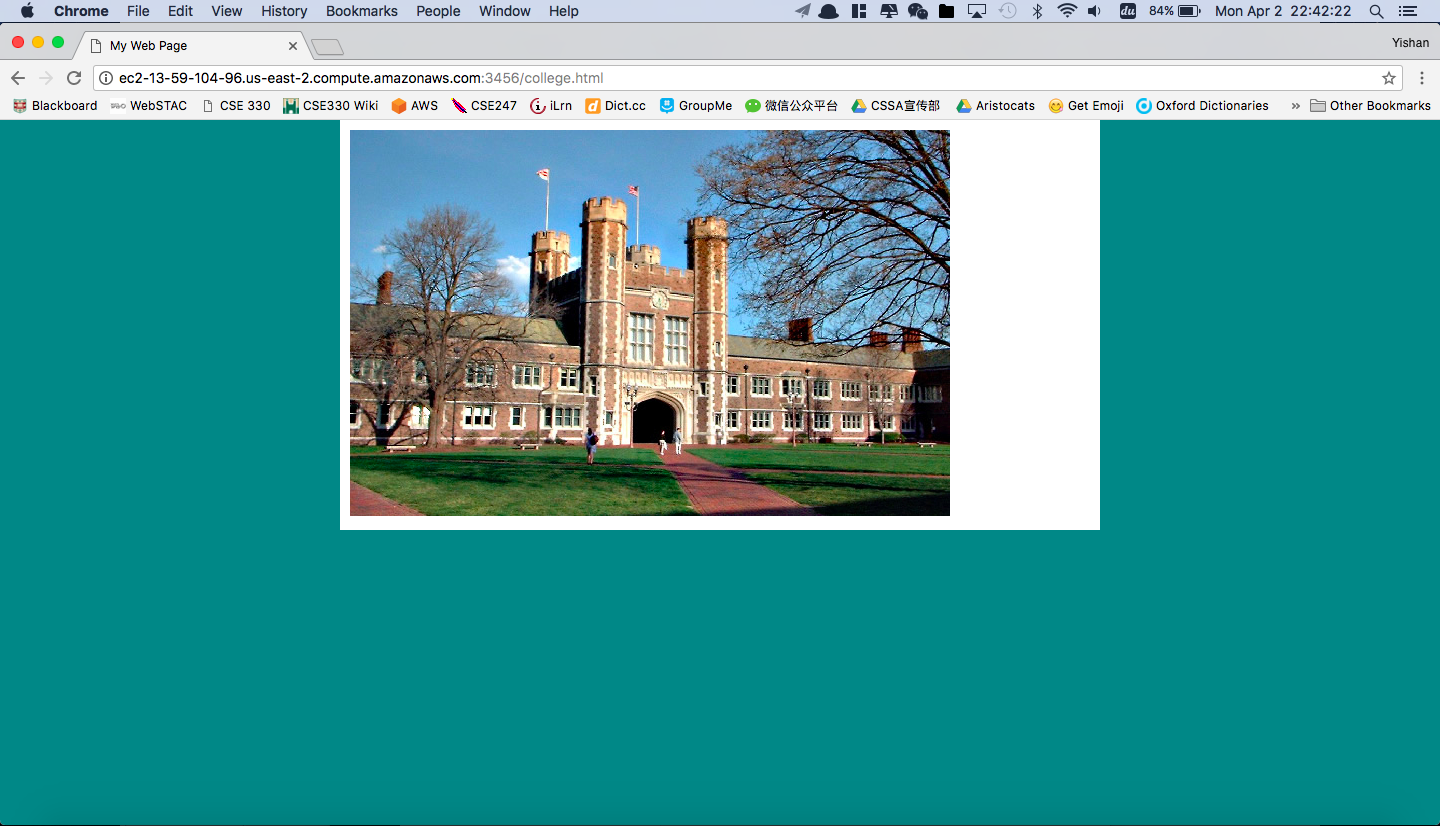 Chrome File Edit View History Bookmarks People Window Help du 84% Mon Apr 2 22:42:22
My Web Page Yishan
ec2-13-59-104-96.us-east-2.compute.amazonaws.com:3456/college.html
Blackboard WebSTAC CSE 330 CSE330 Wiki AWS CSE247 iLrn Dict.cc GroupMe 微信公众平台 CSSA宣传部 Aristocats Get Emoji Oxford Dictionaries » Other Bookmarks